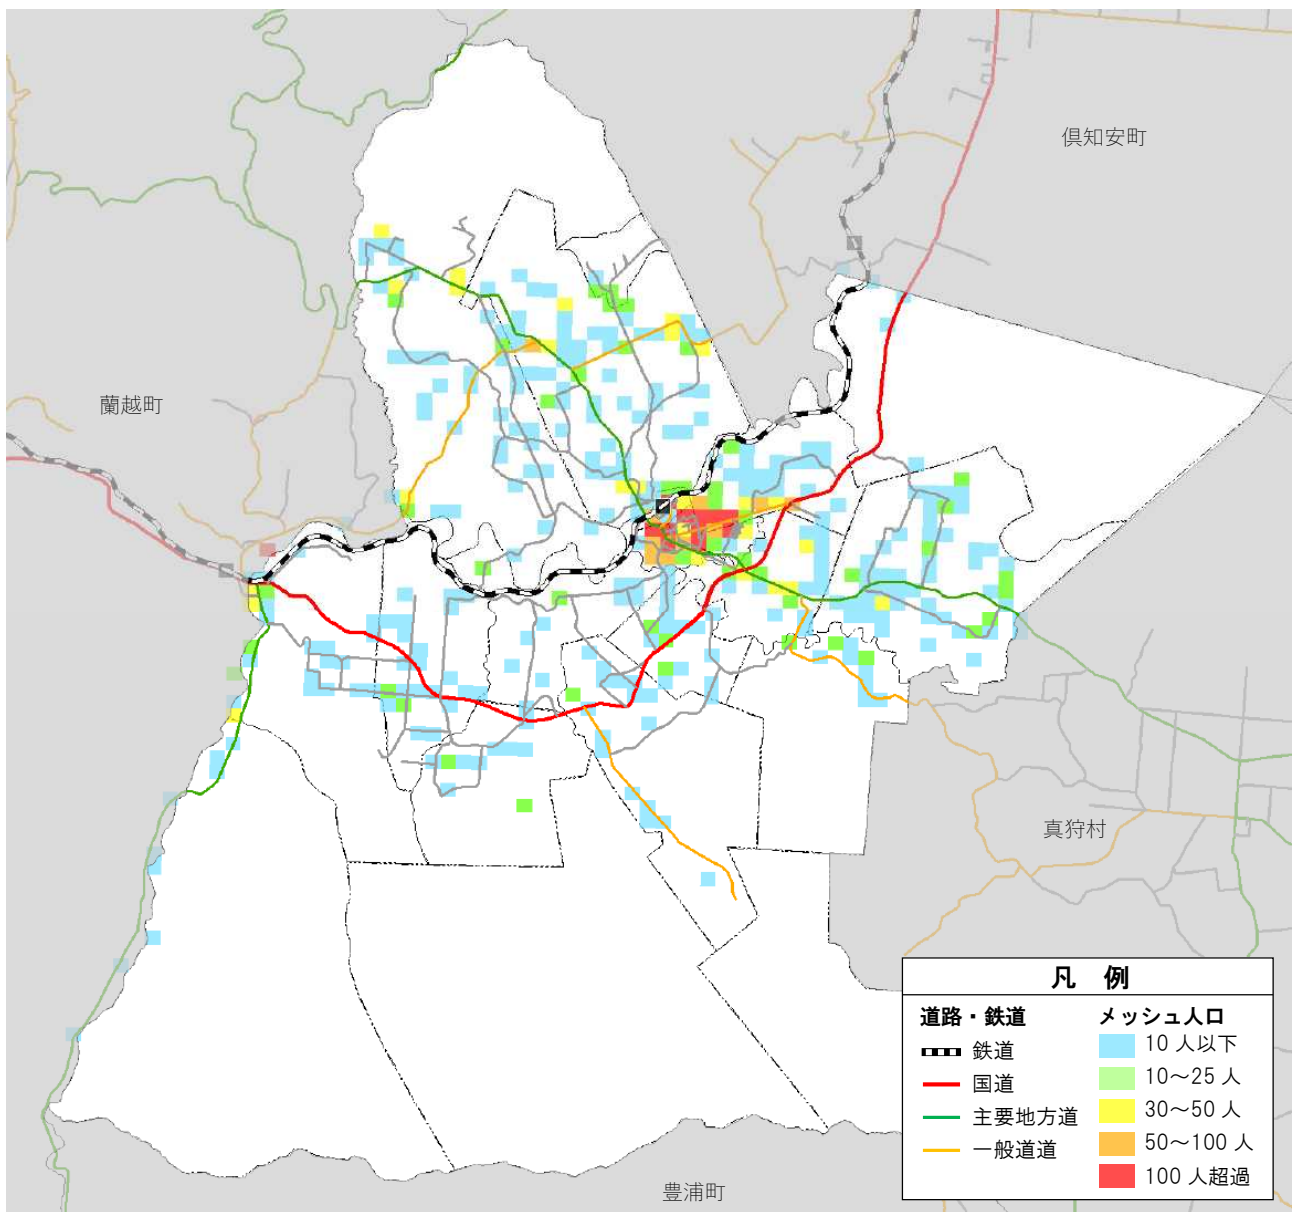 倶知安町
蘭越町
真狩村
豊浦町
凡 例
道路・鉄道
鉄道
国道
主要地方道
一般道道
メッシュ人口
10 人以下
10～25 人
30～50 人
50～100 人
100 人超過